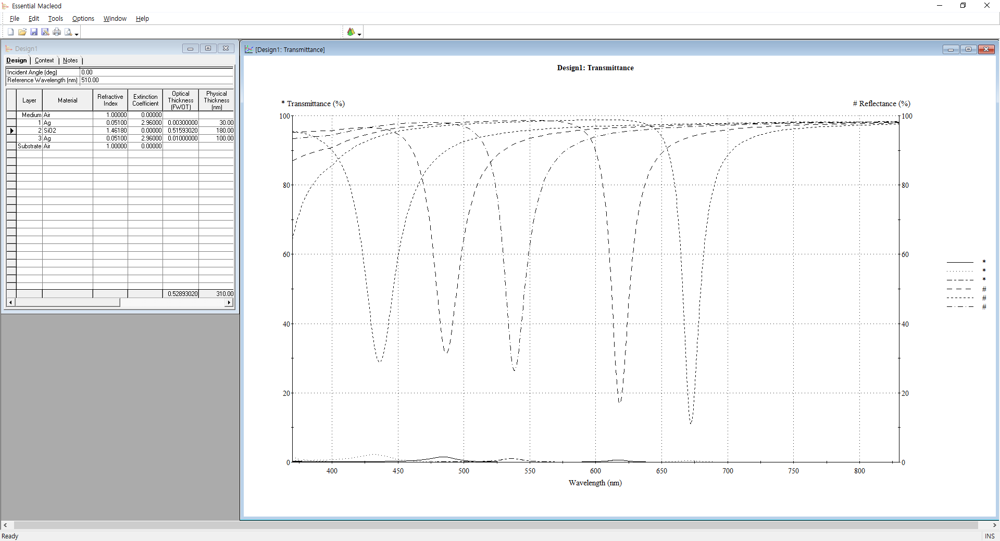 Essential Macleod
File Edit Tools Options Window Help
Design1
Design Context Notes
Incident Angle (deg) 0.00
Reference Wavelength (nm) 510.00
Layer Material Refractive Index Extinction Coefficient Optical Thickness (FWOT) Physical Thickness (nm)
Medium Air 1.00000 0.00000
1 Ag 0.05100 2.96000 0.00300000 30.00
2 SiO2 1.46180 0.00000 0.51593020 180.00
3 Ag 0.05100 2.96000 0.01000000 100.00
Substrate Air 1.00000 0.00000
0.52893020 310.00
[Design1: Transmittance]
Design1: Transmittance
* Transmittance (%) # Reflectance (%)
100 100
80 80
60 60
40 40
20 20
0 0
400 450 500 550 600 650 700 750 800
Wavelength (nm)
*
*
*
#
#
#
Ready INS